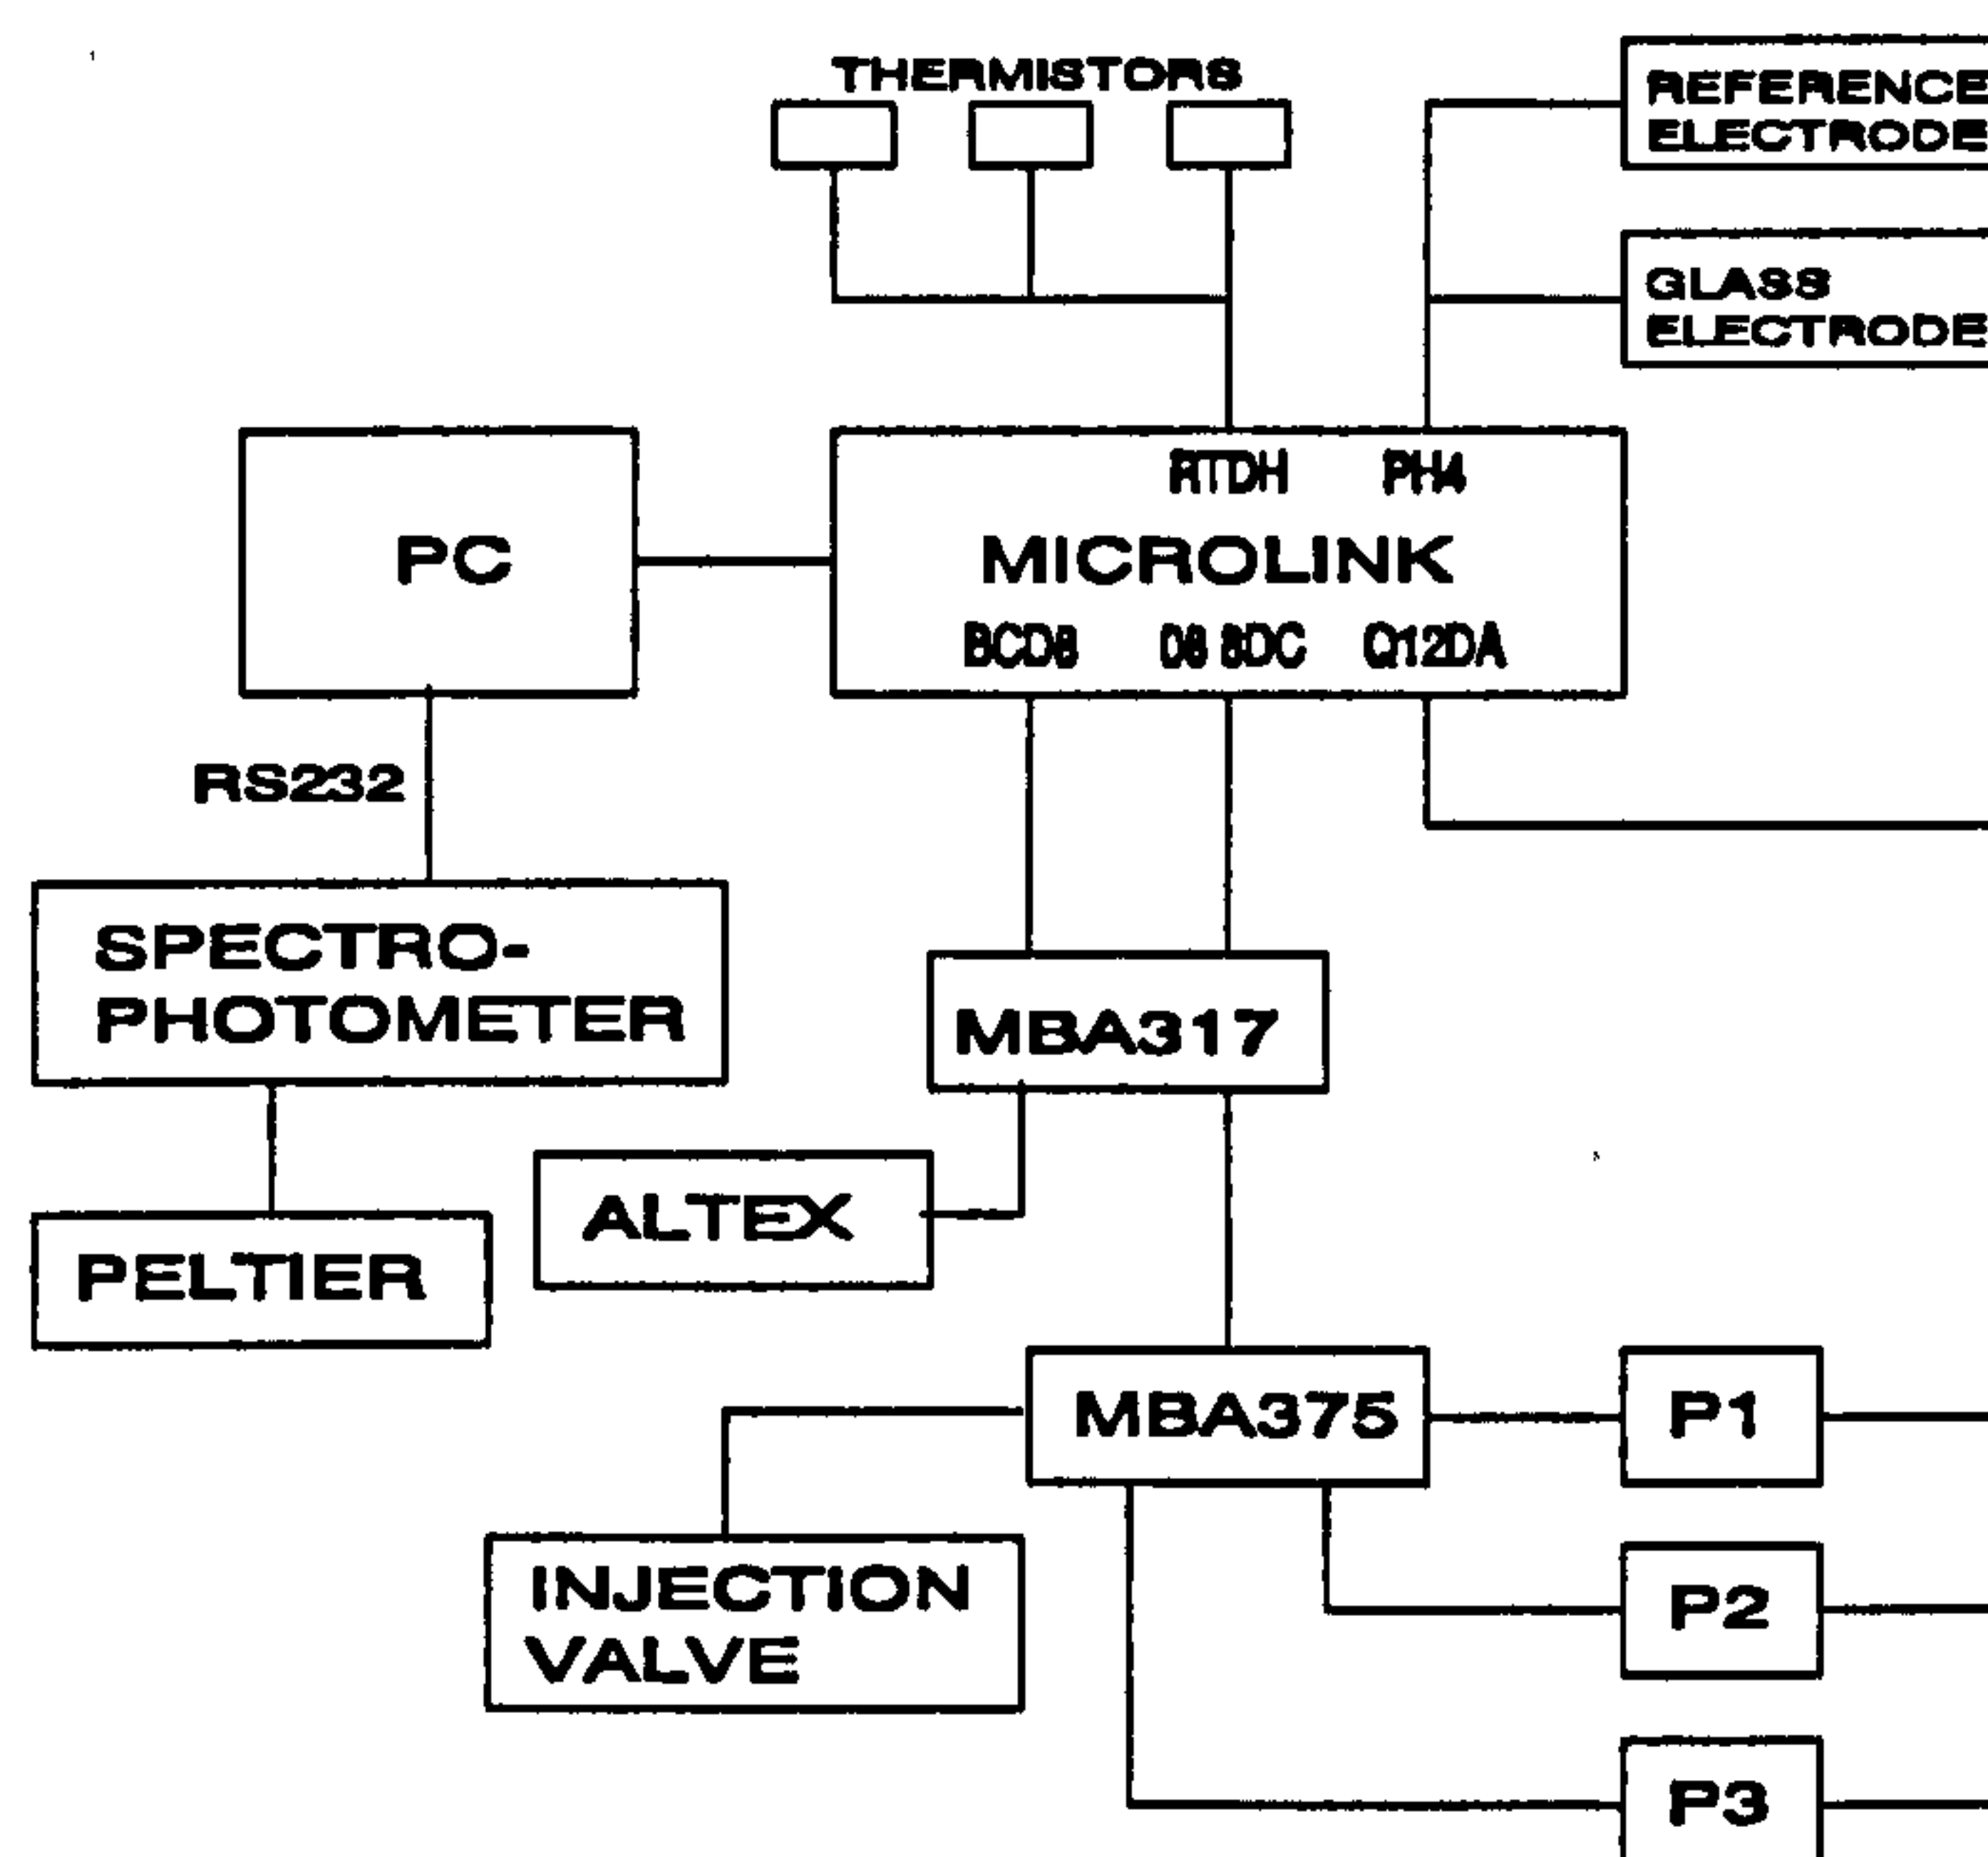 THERMISTORS
REFERENCE
ELECTRODE
GLASS
ELECTRODE
RTDH PH4
PC
MICROLINK
Q12DA
RS232
SPECTRO-
PHOTOMETER
MBA317
ALTEX
PELTIER
MBA375
P1
INJECTION
VALVE
P2
P3